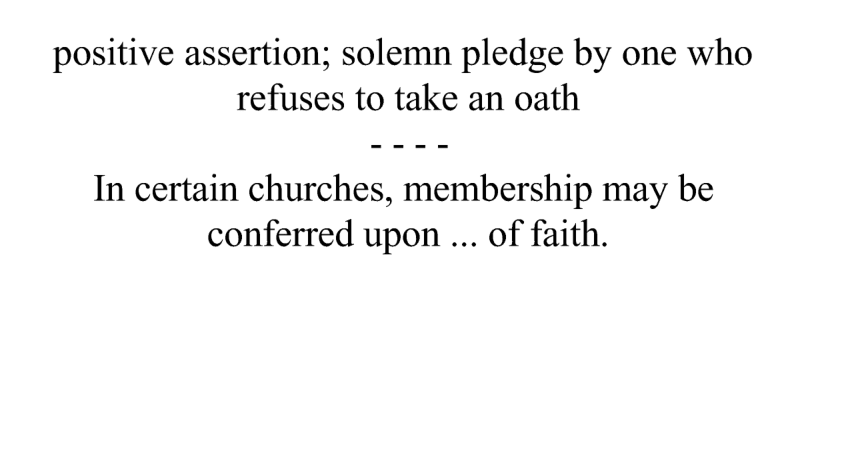 positive assertion; solemn pledge by one who
refuses to take an oath
- - - -
In certain churches, membership may be
conferred upon ... of faith.